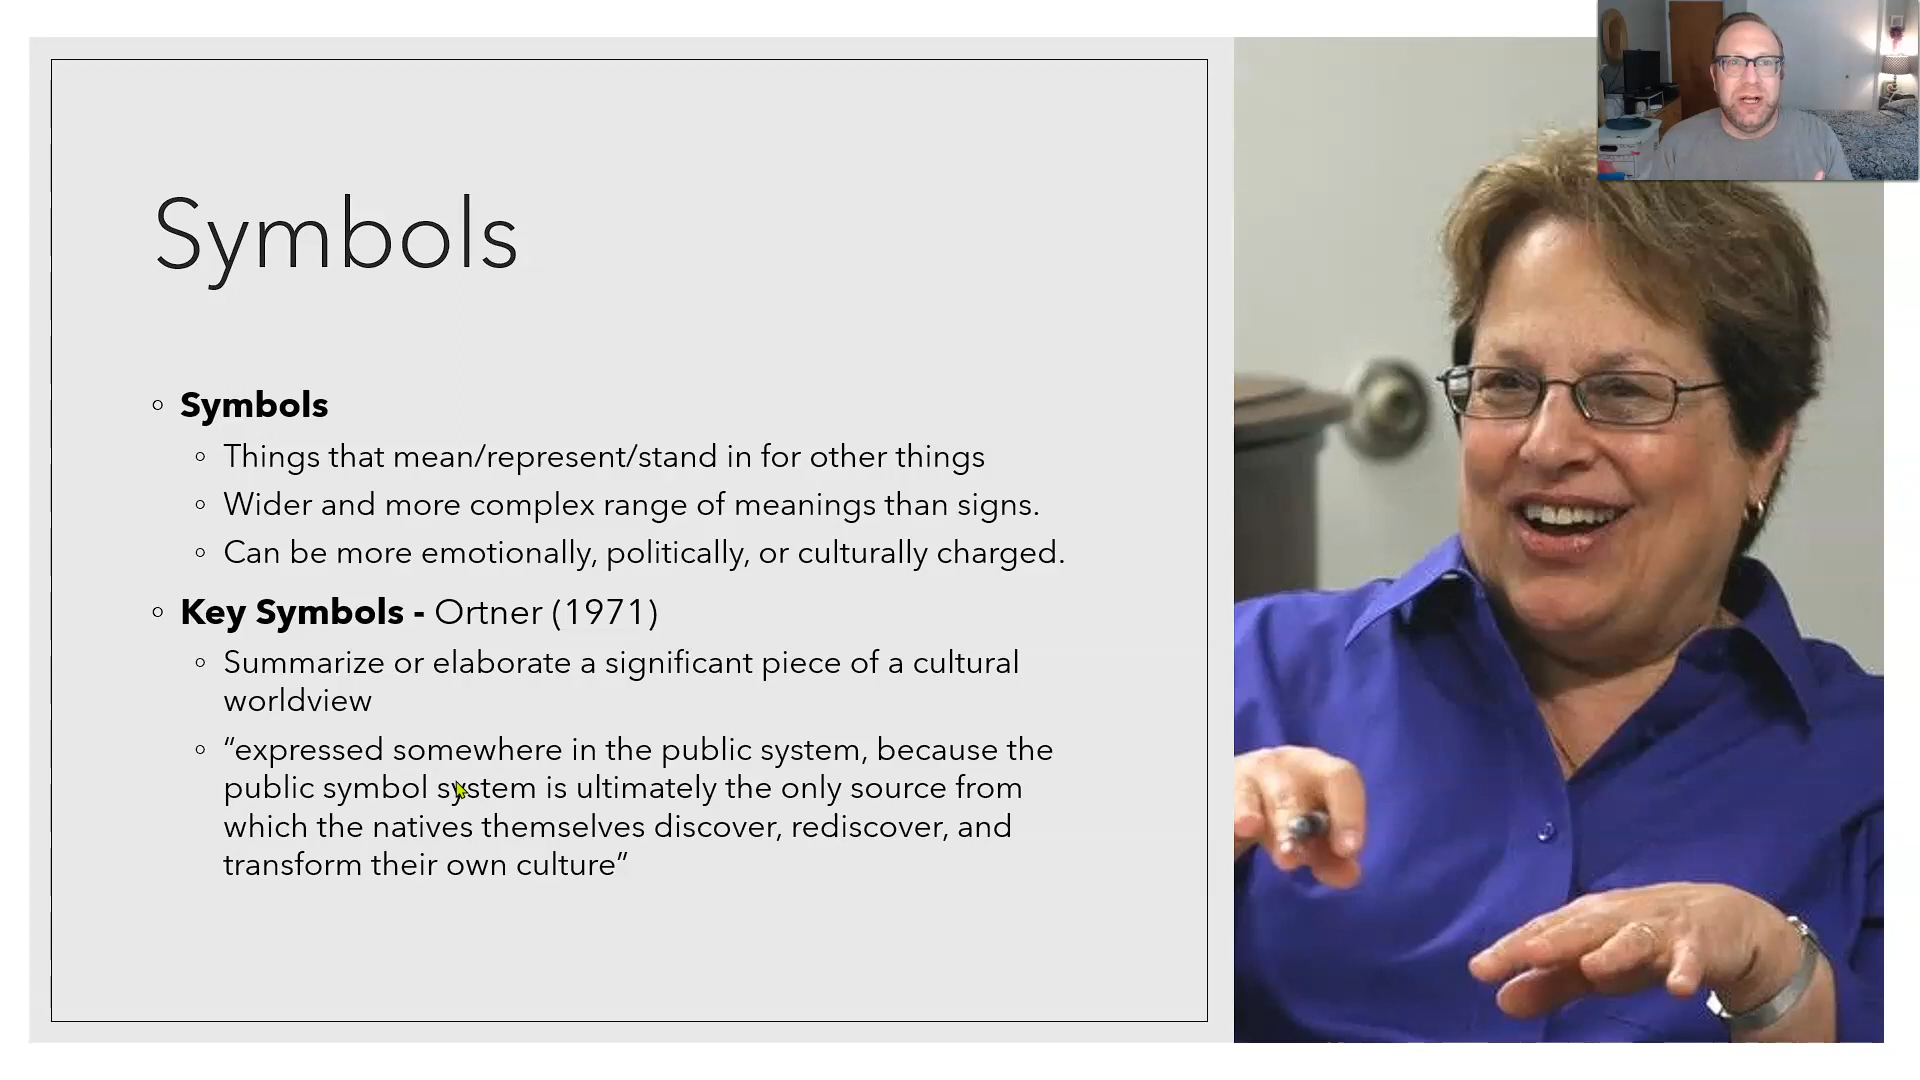 Symbols
Symbols
Things that mean/represent/stand in for other things
Wider and more complex range of meanings than signs.
Can be more emotionally, politically, or culturally charged.
Key Symbols - Ortner (1971)
Summarize or elaborate a significant piece of a cultural
worldview
“expressed somewhere in the public system, because the
public symbol system is ultimately the only source from
which the natives themselves discover, rediscover, and
transform their own culture”